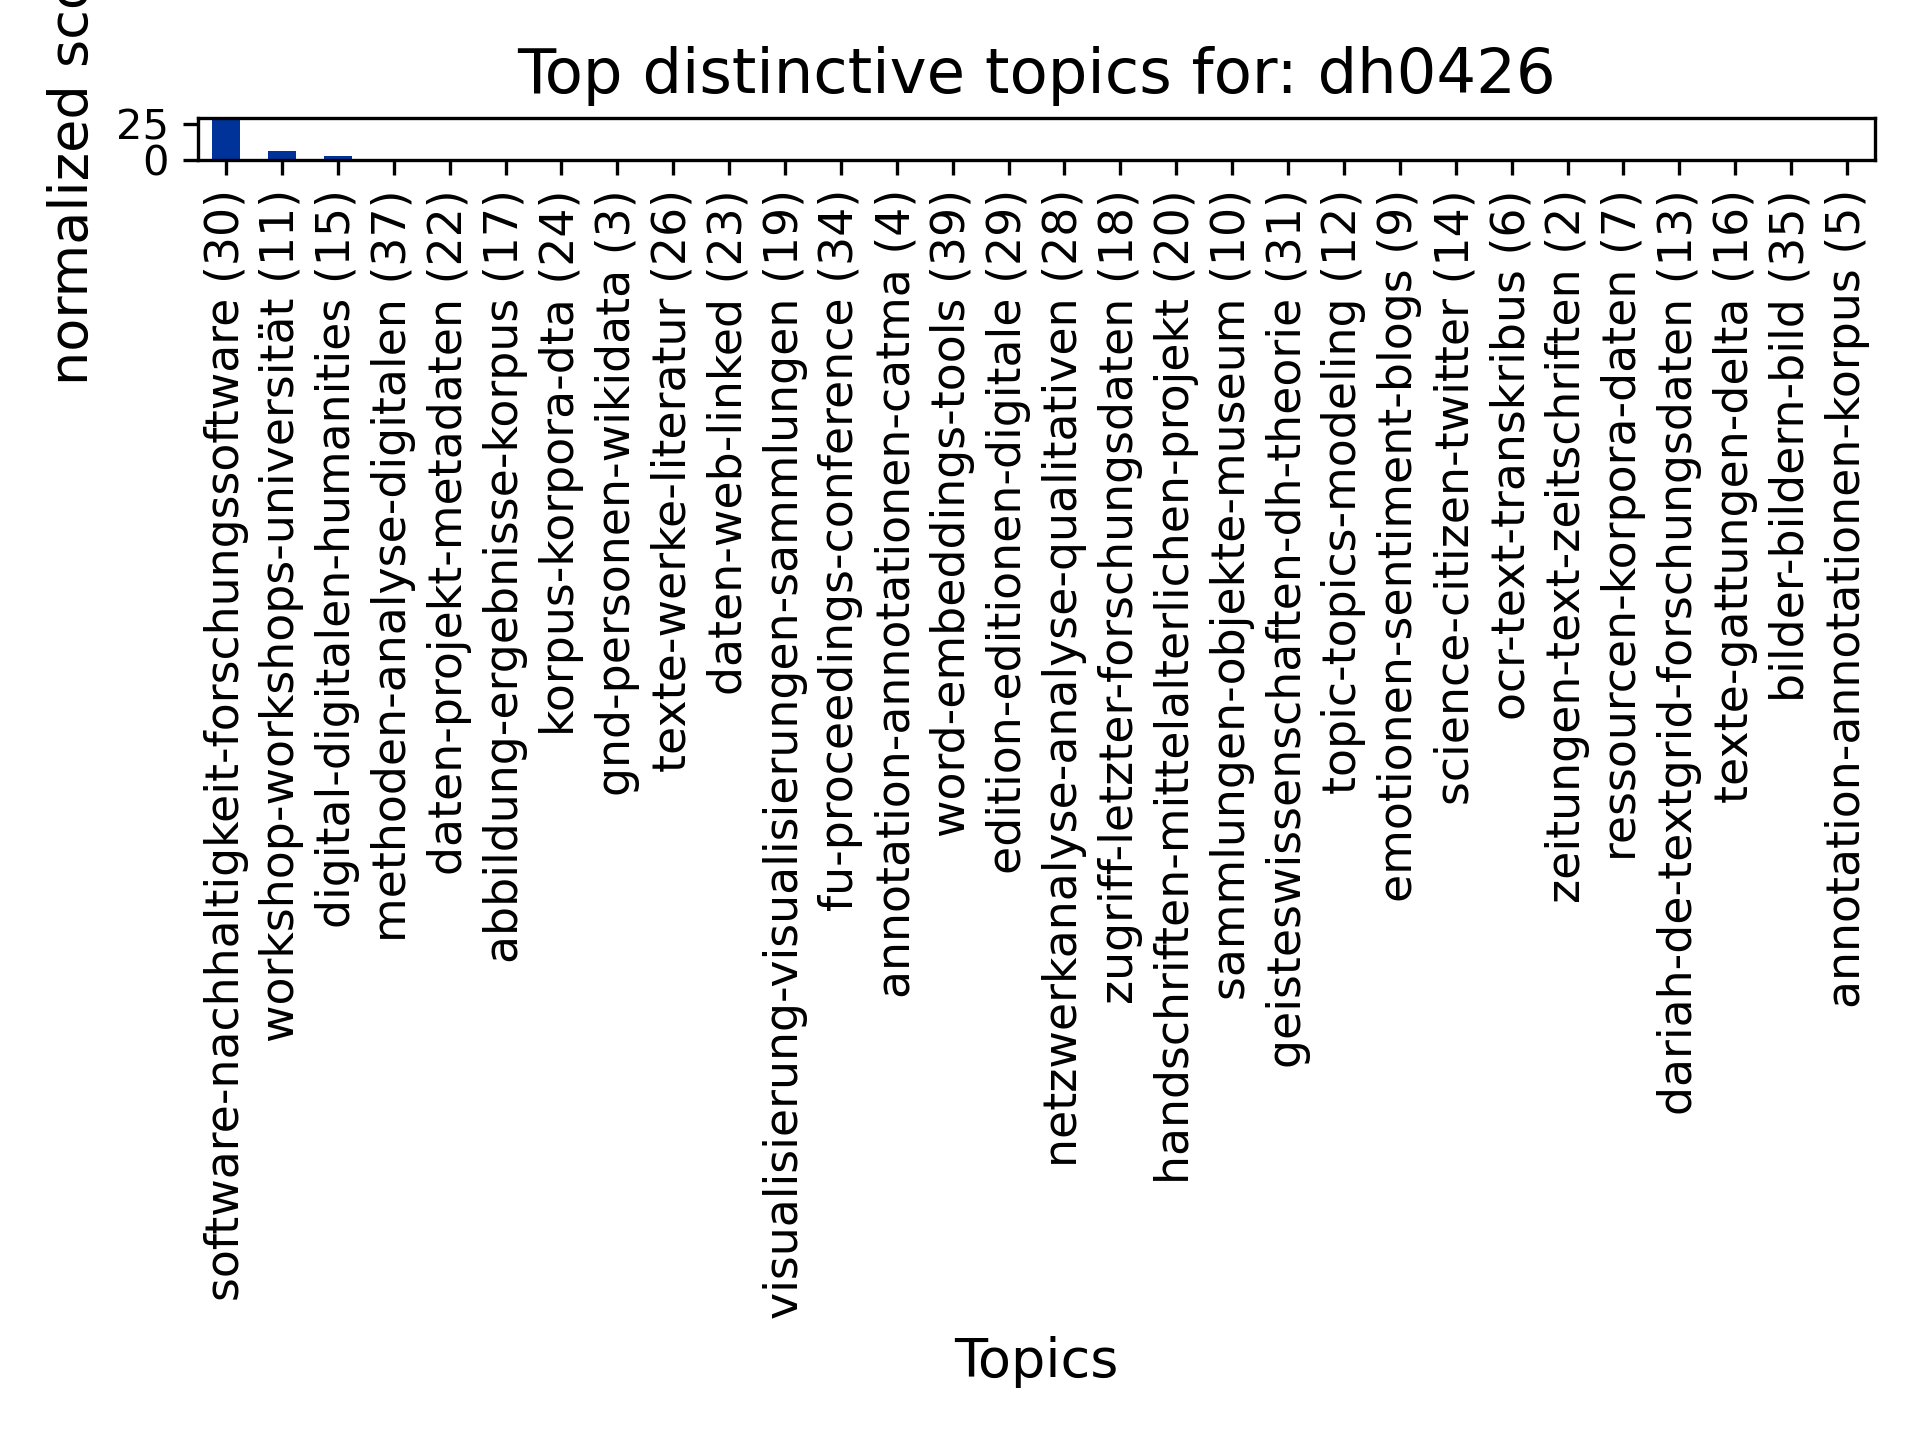 Top distinctive topics for: dh0426
normalized
25
0
software-nachhaltigkeit-forschungssoftware (30)
workshop-workshops-universität (11)
digital-digitalen-humanities (15)
methoden-analyse-digitalen (37)
daten-projekt-metadaten (22)
abbildung-ergebnisse-korpus (17)
korpus-korpora-dta (24)
gnd-personen-wikidata (3)
texte-werke-literatur (26)
daten-web-linked (23)
visualisierung-visualisierungen-sammlungen (19)
fu-proceedings-conference (34)
annotation-annotationen-catma (4)
word-embeddings-tools (39)
edition-editionen-digitale (29)
netzwerkanalyse-analyse-qualitativen (28)
zugriff-letzter-forschungsdaten (18)
handschriften-mittelalterlichen-projekt (20)
sammlungen-objekte-museum (10)
geisteswissenschaften-dh-theorie (31)
topic-topics-modeling (12)
emotionen-sentiment-blogs (9)
science-citizen-twitter (14)
ocr-text-transkribus (6)
zeitungen-text-zeitschriften (2)
ressourcen-korpora-daten (7)
dariah-de-textgrid-forschungsdaten (13)
texte-gattungen-delta (16)
bilder-bildern-bild (35)
annotation-annotationen-korpus (5)
Topics